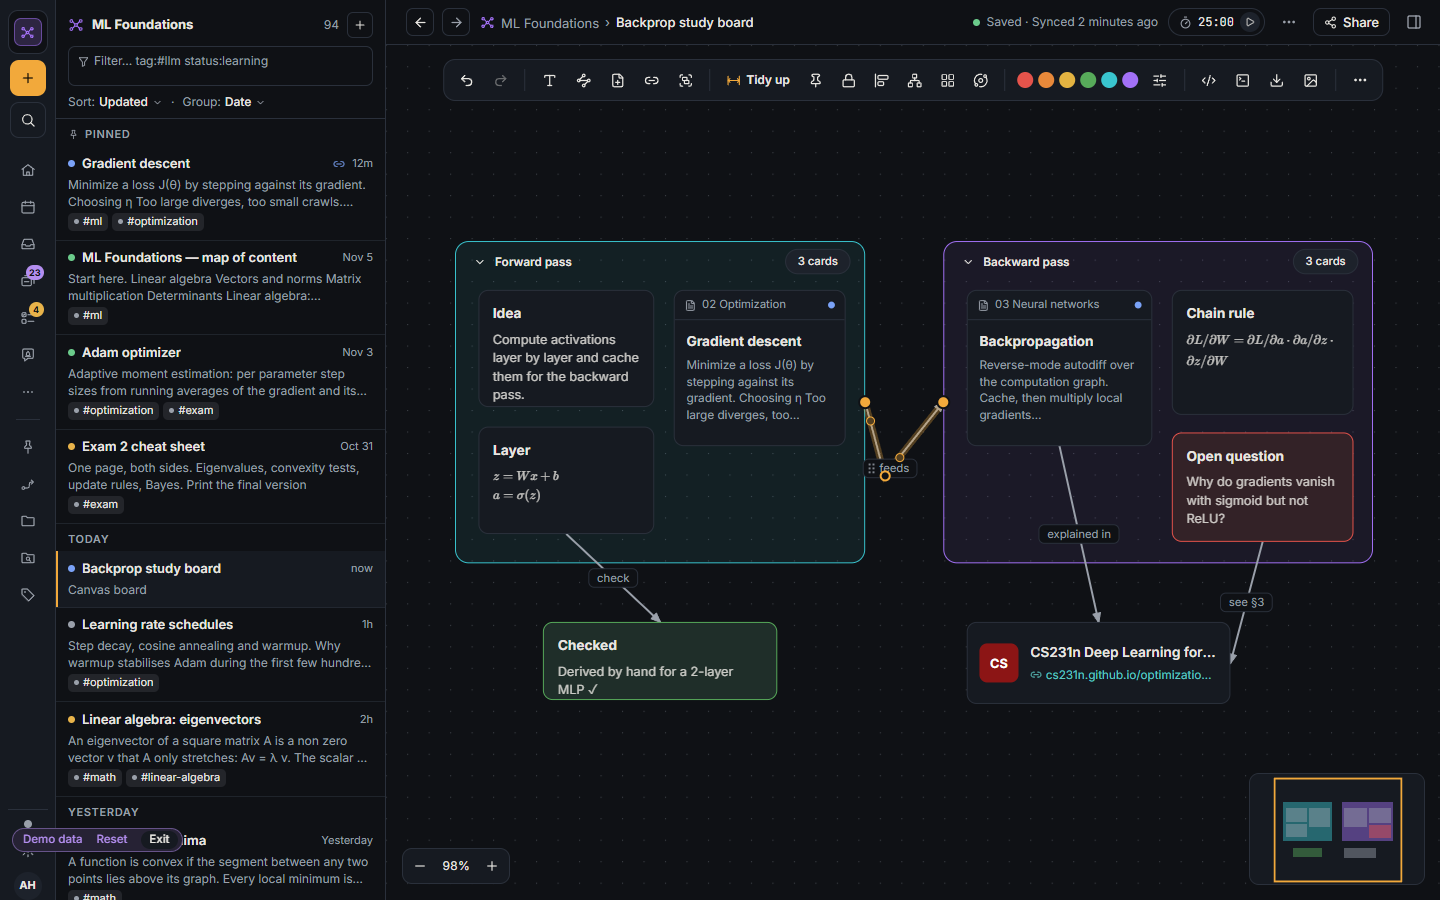 ML Foundations
94
Filter... tag:#llm status:learning
Sort: Updated · Group: Date
PINNED
Gradient descent
12m
Minimize a loss J(θ) by stepping against its gradient.
Choosing η Too large diverges, too small crawls....
#ml
#optimization
ML Foundations — map of content
Nov 5
Start here. Linear algebra Vectors and norms Matrix
multiplication Determinants Linear algebra:...
#ml
Adam optimizer
Nov 3
Adaptive moment estimation: per parameter step
sizes from running averages of the gradient and its...
#optimization
#exam
Exam 2 cheat sheet
Oct 31
One page, both sides. Eigenvalues, convexity tests,
update rules, Bayes. Print the final version
#exam
TODAY
Backprop study board
now
Canvas board
Learning rate schedules
1h
Step decay, cosine annealing and warmup. Why
warmup stabilises Adam during the first few hundre...
#optimization
Linear algebra: eigenvectors
2h
An eigenvector of a square matrix A is a non zero
vector v that A only stretches: Av = λ v. The scalar ...
#math
#linear-algebra
YESTERDAY
ima
Yesterday
A function is convex if the segment between any two
points lies above its graph. Every local minimum is...
#math
23
4
Demo data
Reset
Exit
AH
ML Foundations › Backprop study board
Saved · Synced 2 minutes ago
25:00
Share
Tidy up
Forward pass
3 cards
Idea
Compute activations
layer by layer and cache
them for the backward
pass.
02 Optimization
Gradient descent
Minimize a loss J(θ) by
stepping against its
gradient. Choosing η Too
large diverges, too...
Layer
z = Wx + b
a = σ(z)
feeds
Backward pass
3 cards
03 Neural networks
Backpropagation
Reverse-mode autodiff over
the computation graph.
Cache, then multiply local
gradients...
Chain rule
∂L/∂W = ∂L/∂a · ∂a/∂z ·
∂z/∂W
Open question
Why do gradients vanish
with sigmoid but not
ReLU?
explained in
check
see §3
Checked
Derived by hand for a 2-layer
MLP ✓
CS
CS231n Deep Learning for...
cs231n.github.io/optimizatio...
98%